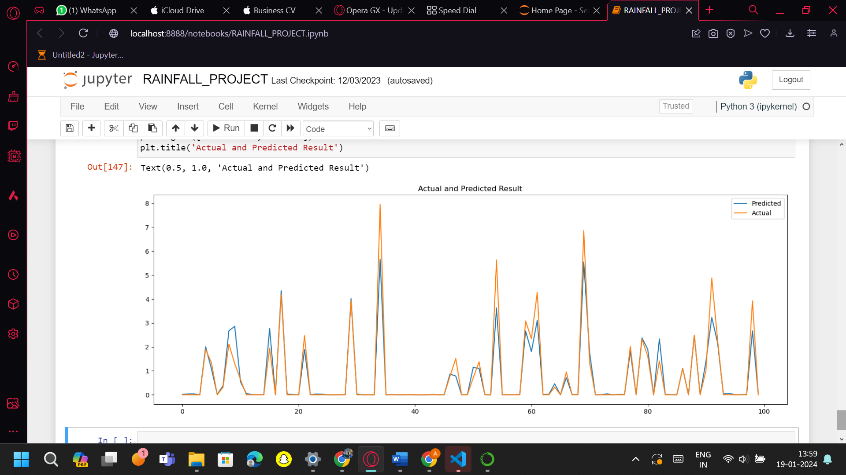 (1) WhatsApp
iCloud Drive
Business CV
Opera GX - Upd
Speed Dial
Home Page - Se
RAINFALL_PROJ
localhost:8888/notebooks/RAINFALL_PROJECT.ipynb
Untitled2 - Jupyter...
jupyter RAINFALL_PROJECT Last Checkpoint: 12/03/2023 (autosaved)
Logout
File Edit View Insert Cell Kernel Widgets Help
Trusted
Python 3 (ipykernel)
Run
Code
plt.title('Actual and Predicted Result')
Out[147]: Text(0.5, 1.0, 'Actual and Predicted Result')
Actual and Predicted Result
Predicted
Actual
8
7
6
5
4
3
2
1
0
0 20 40 60 80 100
In [ ]:
1
ENG
IN
13:59
19-01-2024